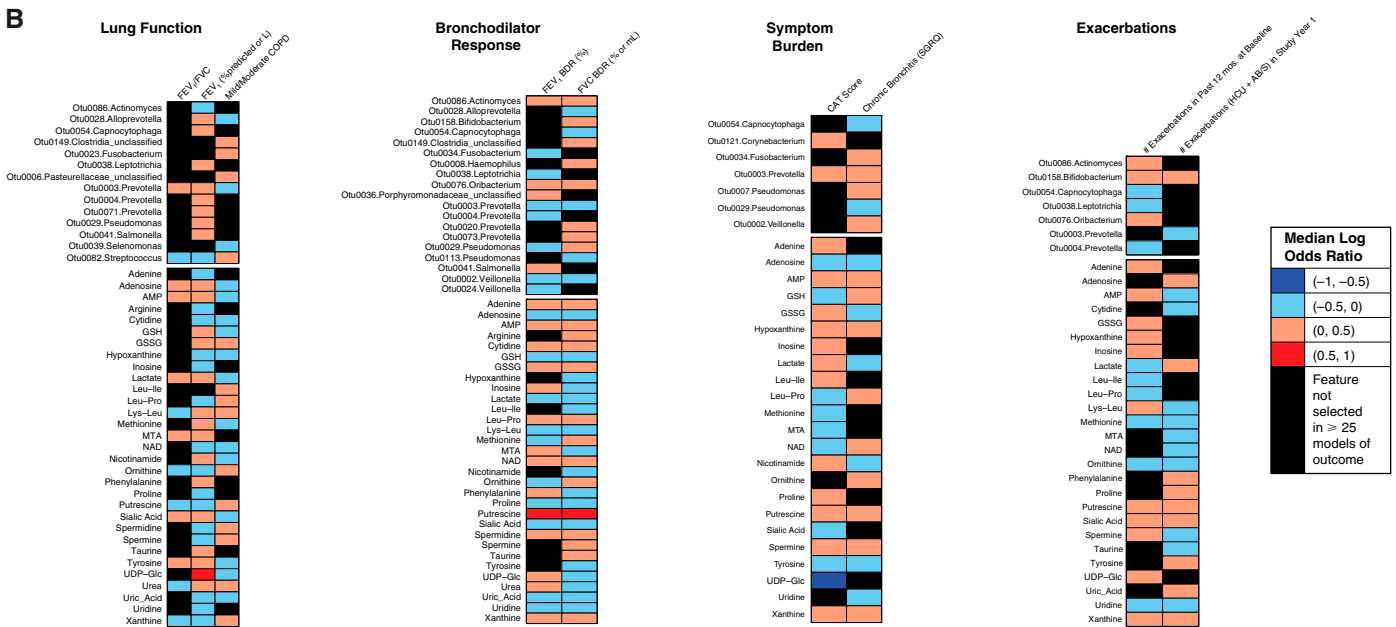 B
Lung Function
FEV1/FVC
FEV1 (%predicted or L)
Mild/Moderate COPD
Otu0086.Actinomyces
Otu0028.Alloprevotella
Otu0054.Capnocytophaga
Otu0149.Clostridia_unclassified
Otu0023.Fusobacterium
Otu0038.Leptotrichia
Otu0006.Pasteurellaceae_unclassified
Otu0003.Prevotella
Otu0004.Prevotella
Otu0071.Prevotella
Otu0029.Pseudomonas
Otu0041.Salmonella
Otu0039.Selenomonas
Otu0082.Streptococcus
Adenine
Adenosine
AMP
Arginine
Cytidine
GSH
GSSG
Hypoxanthine
Inosine
Lactate
Leu–Ile
Leu–Pro
Lys–Leu
Methionine
MTA
NAD
Nicotinamide
Ornithine
Phenylalanine
Proline
Putrescine
Sialic Acid
Spermidine
Spermine
Taurine
Tyrosine
UDP–Glc
Urea
Uric_Acid
Uridine
Xanthine
Bronchodilator
Response
FEV1 BDR (%)
FVC BDR (% or mL)
Otu0086.Actinomyces
Otu0028.Alloprevotella
Otu0158.Bifidobacterium
Otu0054.Capnocytophaga
Otu0149.Clostridia_unclassified
Otu0034.Fusobacterium
Otu0008.Haemophilus
Otu0038.Leptotrichia
Otu0076.Oribacterium
Otu0036.Porphyromonadaceae_unclassified
Otu0003.Prevotella
Otu0004.Prevotella
Otu0020.Prevotella
Otu0073.Prevotella
Otu0029.Pseudomonas
Otu0113.Pseudomonas
Otu0041.Salmonella
Otu0002.Veillonella
Otu0024.Veillonella
Adenine
Adenosine
AMP
Arginine
Cytidine
GSH
GSSG
Hypoxanthine
Inosine
Lactate
Leu–Ile
Leu–Pro
Lys–Leu
Methionine
MTA
NAD
Nicotinamide
Ornithine
Phenylalanine
Proline
Putrescine
Sialic Acid
Spermidine
Spermine
Taurine
Tyrosine
UDP–Glc
Urea
Uric_Acid
Uridine
Xanthine
Symptom
Burden
CAT Score
Chronic Bronchitis (SGRQ)
Otu0054.Capnocytophaga
Otu0121.Corynebacterium
Otu0034.Fusobacterium
Otu0003.Prevotella
Otu0007.Pseudomonas
Otu0029.Pseudomonas
Otu0002.Veillonella
Adenine
Adenosine
AMP
GSH
GSSG
Hypoxanthine
Inosine
Lactate
Leu–Ile
Leu–Pro
Methionine
MTA
NAD
Nicotinamide
Ornithine
Proline
Putrescine
Sialic Acid
Spermine
Tyrosine
UDP–Glc
Uridine
Xanthine
Exacerbations
# Exacerbations in Past 12 mos. at Baseline
# Exacerbations (HCU + AB/S) in Study Year 1
Otu0086.Actinomyces
Otu0158.Bifidobacterium
Otu0054.Capnocytophaga
Otu0038.Leptotrichia
Otu0076.Oribacterium
Otu0003.Prevotella
Otu0004.Prevotella
Adenine
Adenosine
AMP
Cytidine
GSSG
Hypoxanthine
Inosine
Lactate
Leu–Ile
Leu–Pro
Lys–Leu
Methionine
MTA
NAD
Ornithine
Phenylalanine
Proline
Putrescine
Sialic Acid
Spermine
Taurine
Tyrosine
UDP–Glc
Uric_Acid
Uridine
Xanthine
Median Log
Odds Ratio
(–1, –0.5)
(–0.5, 0)
(0, 0.5)
(0.5, 1)
Feature
not
selected
in ⩾ 25
models of
outcome